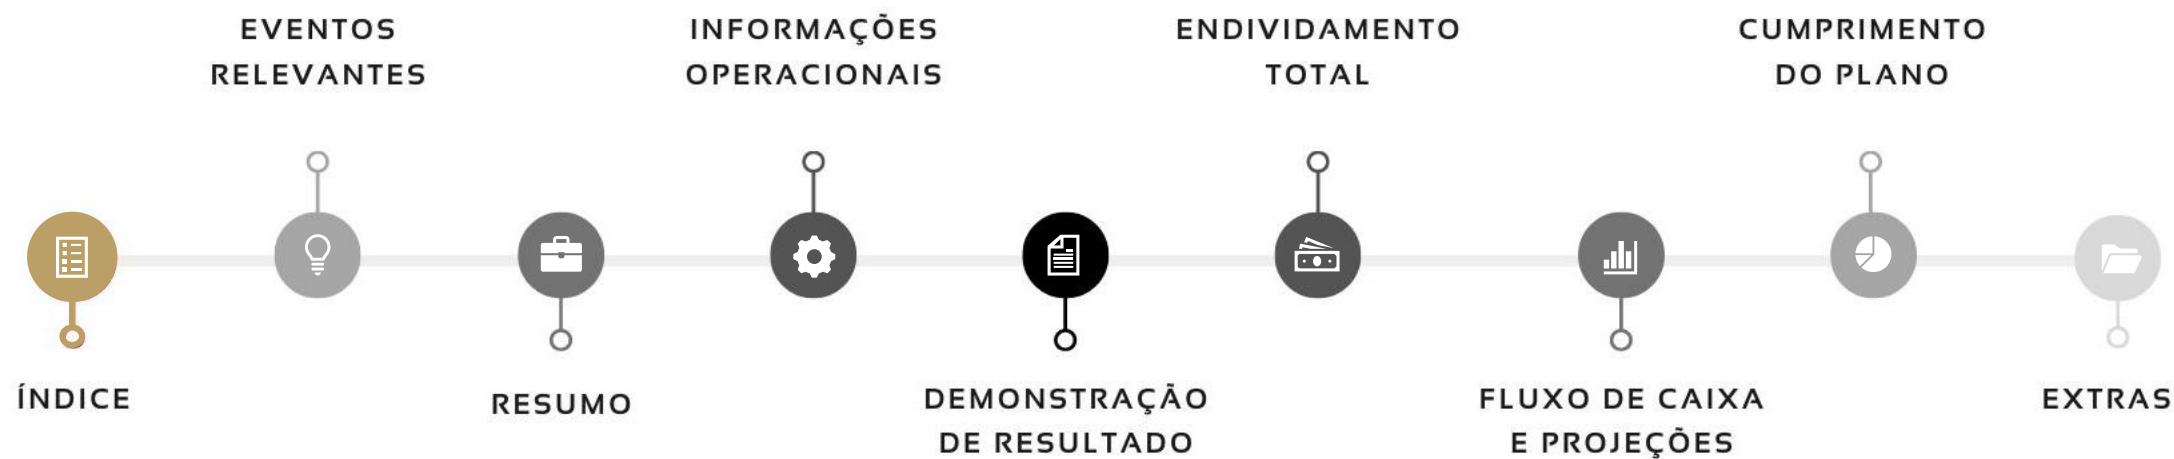 ÍNDICE
EVENTOS
RELEVANTES
RESUMO
INFORMAÇÕES
OPERACIONAIS
DEMONSTRAÇÃO
DE RESULTADO
ENDIVIDAMENTO
TOTAL
FLUXO DE CAIXA
E PROJEÇÕES
CUMPRIMENTO
DO PLANO
EXTRAS